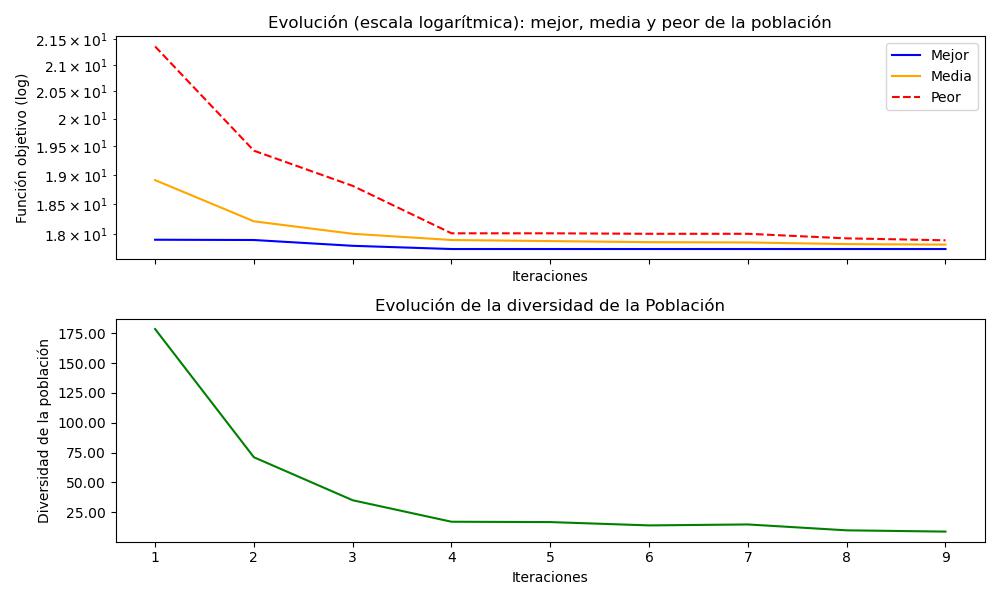 Evolución (escala logarítmica): mejor, media y peor de la población
Función objetivo (log)
2.15 × 10¹
2.1 × 10¹
2.05 × 10¹
2 × 10¹
1.95 × 10¹
1.9 × 10¹
1.85 × 10¹
1.8 × 10¹
Mejor
Media
Peor
Iteraciones
Evolución de la diversidad de la Población
Diversidad de la población
175.00
150.00
125.00
100.00
75.00
50.00
25.00
1 2 3 4 5 6 7 8 9
Iteraciones